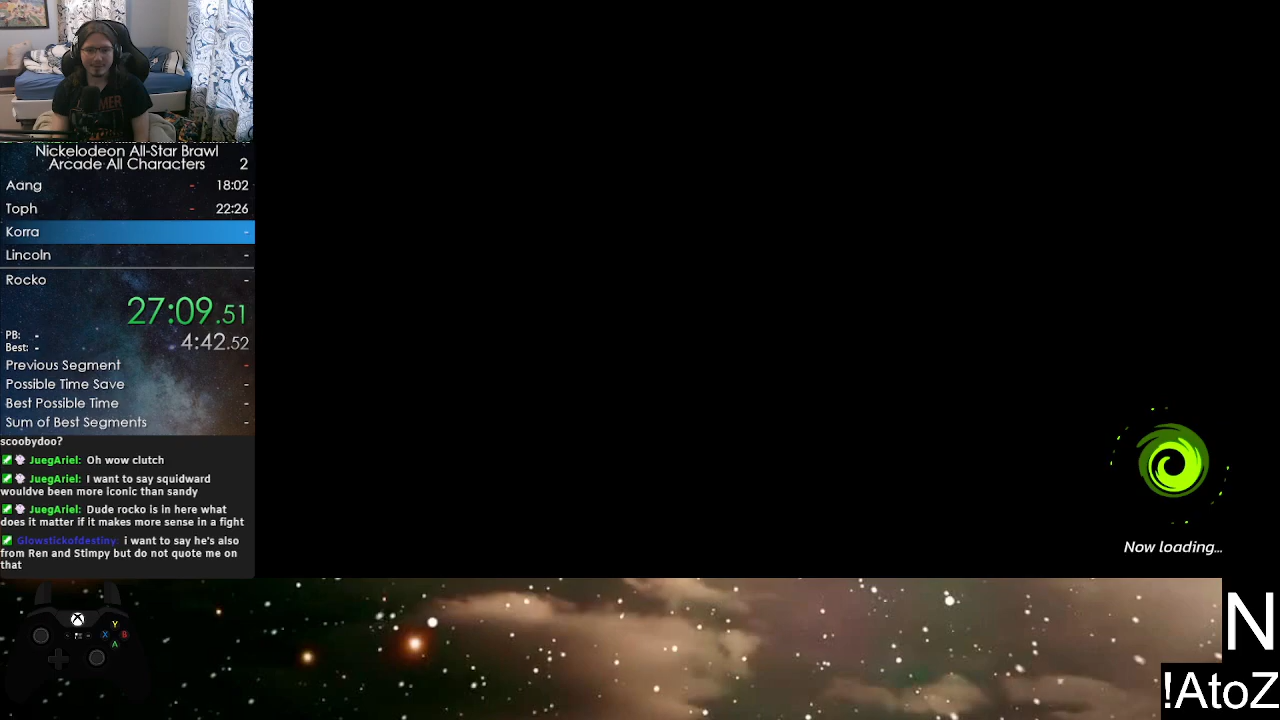 MER
Nickelodeon All-Star Brawl
Arcade All Characters 2
Aang - 18:02
Toph - 22:26
Korra -
Lincoln -
Rocko -
27:09.51
PB: -
4:42.52
Best: -
Previous Segment -
Possible Time Save -
Best Possible Time -
Sum of Best Segments -
scoobydoo?
JuegAriel: Oh wow clutch
JuegAriel: I want to say squidward
wouldve been more iconic than sandy
JuegAriel: Dude rocko is in here what
does it matter if it makes more sense in a fight
Glowstickofdestiny: i want to say he's also
from Ren and Stimpy but do not quote me on
that
Now loading...
Y
X B
A
N
!AtoZ